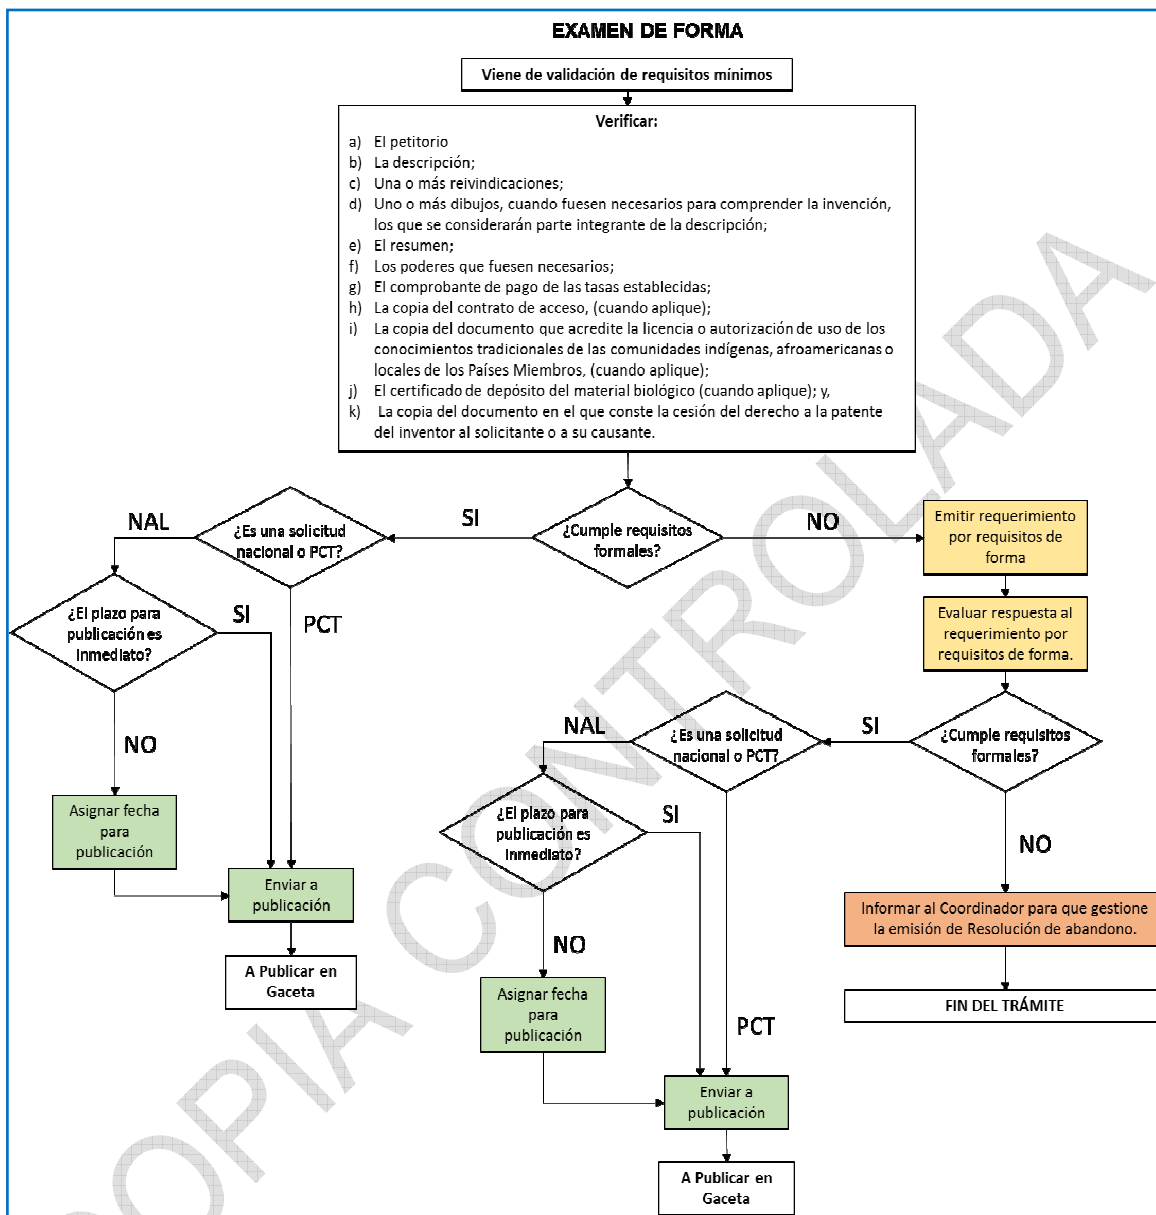 EXAMEN DE FORMA
Viene de validación de requisitos mínimos
Verificar:
a) El petitorio
b) La descripción;
c) Una o más reivindicaciones;
d) Uno o más dibujos, cuando fuesen necesarios para comprender la invención,
los que se considerarán parte integrante de la descripción;
e) El resumen;
f) Los poderes que fuesen necesarios;
g) El comprobante de pago de las tasas establecidas;
h) La copia del contrato de acceso, (cuando aplique);
i) La copia del documento que acredite la licencia o autorización de uso de los
conocimientos tradicionales de las comunidades indígenas, afroamericanas o
locales de los Países Miembros, (cuando aplique);
j) El certificado de depósito del material biológico (cuando aplique); y,
k) La copia del documento en el que conste la cesión del derecho a la patente
del inventor al solicitante o a su causante.
NAL
¿Es una solicitud
nacional o PCT?
SI
¿Cumple requisitos
formales?
NO
Emitir requerimiento
por requisitos de
forma
¿El plazo para
publicación es
Inmediato?
SI
PCT
Evaluar respuesta al
requerimiento por
requisitos de forma.
NO
NAL
¿Es una solicitud
nacional o PCT?
SI
¿Cumple requisitos
formales?
Asignar fecha
para
publicación
¿El plazo para
publicación es
Inmediato?
SI
NO
Enviar a
publicación
Informar al Coordinador para que gestione
la emisión de Resolución de abandono.
NO
A Publicar en
Gaceta
FIN DEL TRÁMITE
Asignar fecha
para
publicación
PCT
Enviar a
publicación
A Publicar en
Gaceta
COPIA CONTROLADA